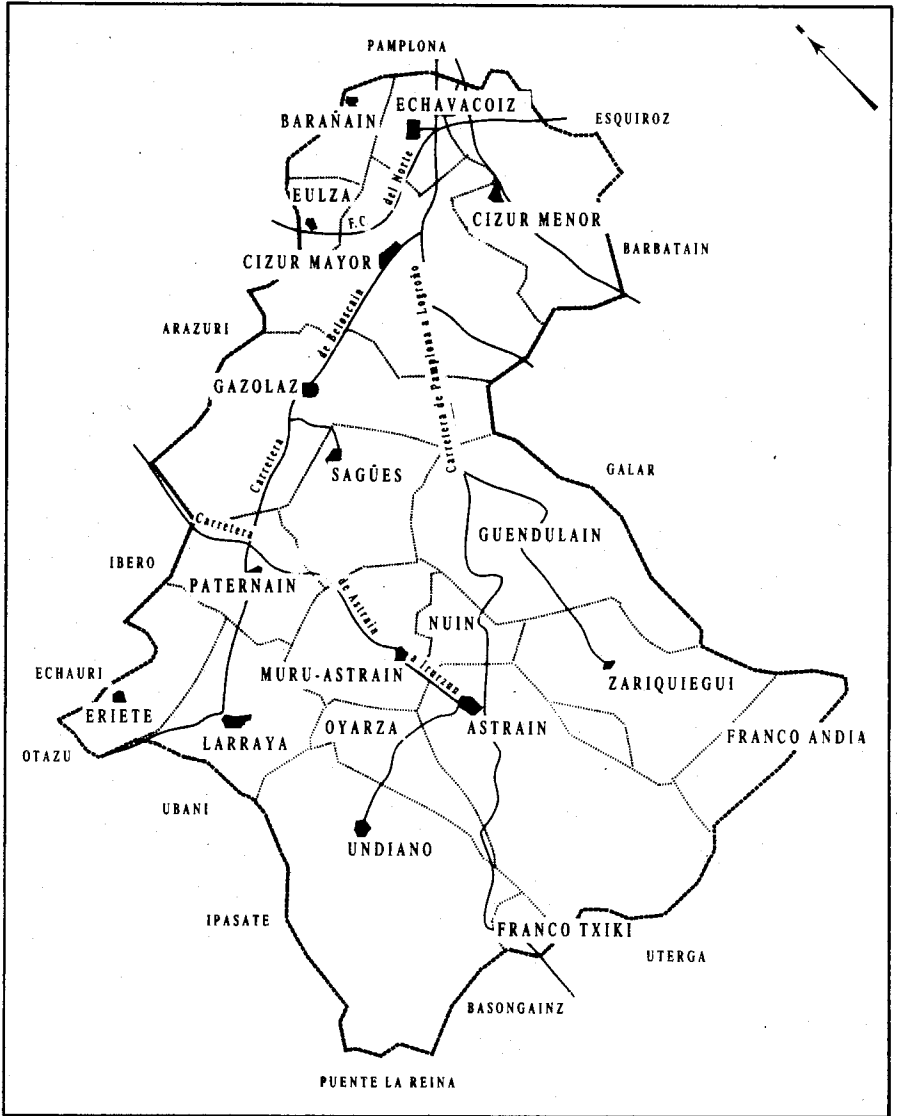 PAMPLONA
ECHAVACOIZ
BARAÑAIN
ESQUIROZ
EULZA
F.C. del Norte
CIZUR MENOR
BARBATAIN
CIZUR MAYOR
ARAZURI
de Belascain
Carretera de Pamplona a Logroño
GAZOLAZ
Carretera
SAGÜES
GALAR
Carretera
GUENDULAIN
IBERO
PATERNAIN
de Astrain
NUIN
ECHAURI
MURU-ASTRAIN
a Irurzun
ZARIQUIEGUI
ERIETE
LARRAYA
OYARZA
ASTRAIN
FRANCO ANDIA
OTAZU
UBANI
UNDIANO
IPASATE
FRANCO TXIKI
UTERGA
BASONGAINZ
PUENTE LA REINA